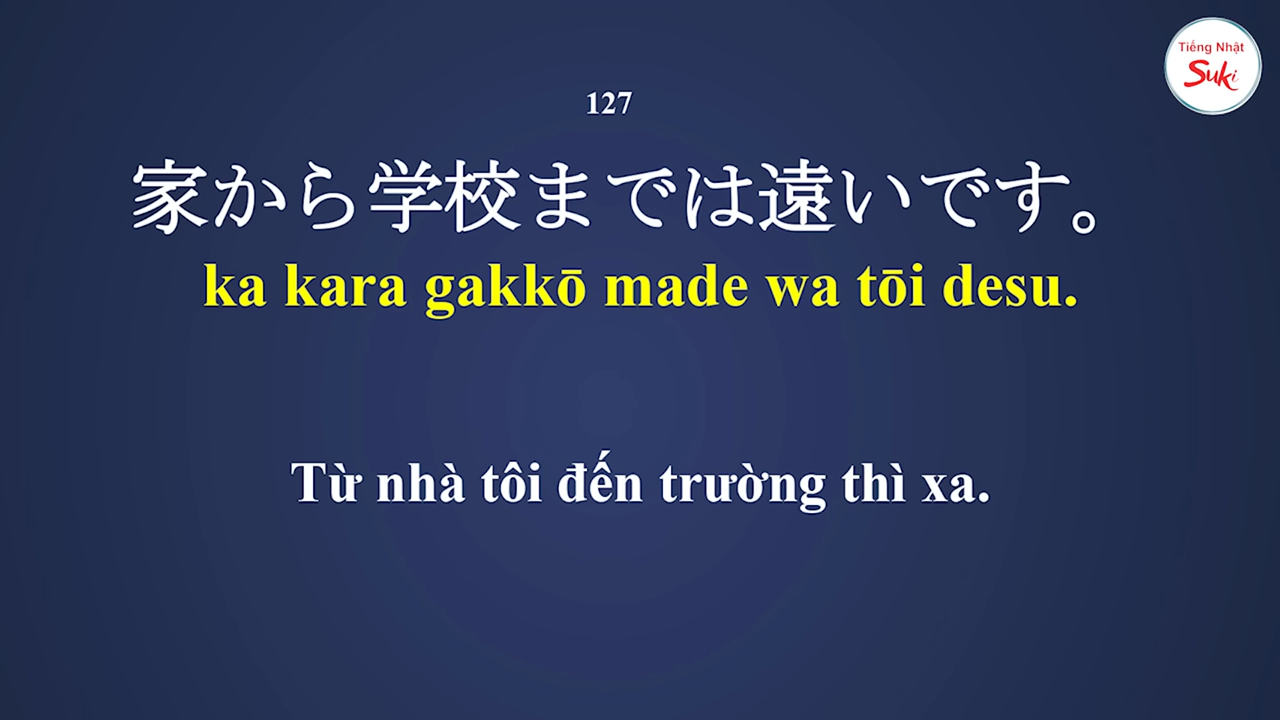 Tiếng Nhật
Suki
127
家から学校までは遠いです。
ka kara gakkō made wa tōi desu.
Từ nhà tôi đến trường thì xa.